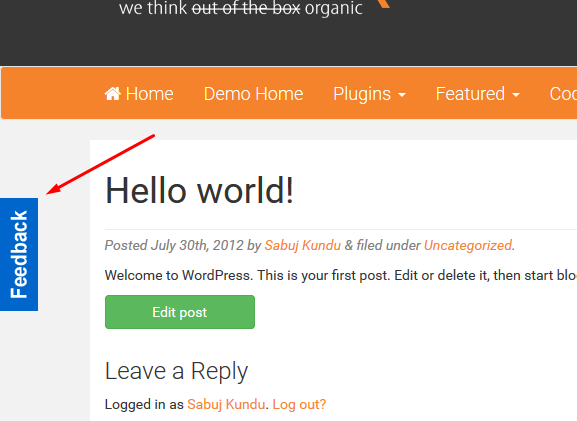 we think out of the box organic
Home Demo Home Plugins Featured
Hello world!
Feedback
Posted July 30th, 2012 by Sabuj Kundu & filed under Uncategorized.
Welcome to WordPress. This is your first post. Edit or delete it, then start
Edit post
Leave a Reply
Logged in as Sabuj Kundu. Log out?